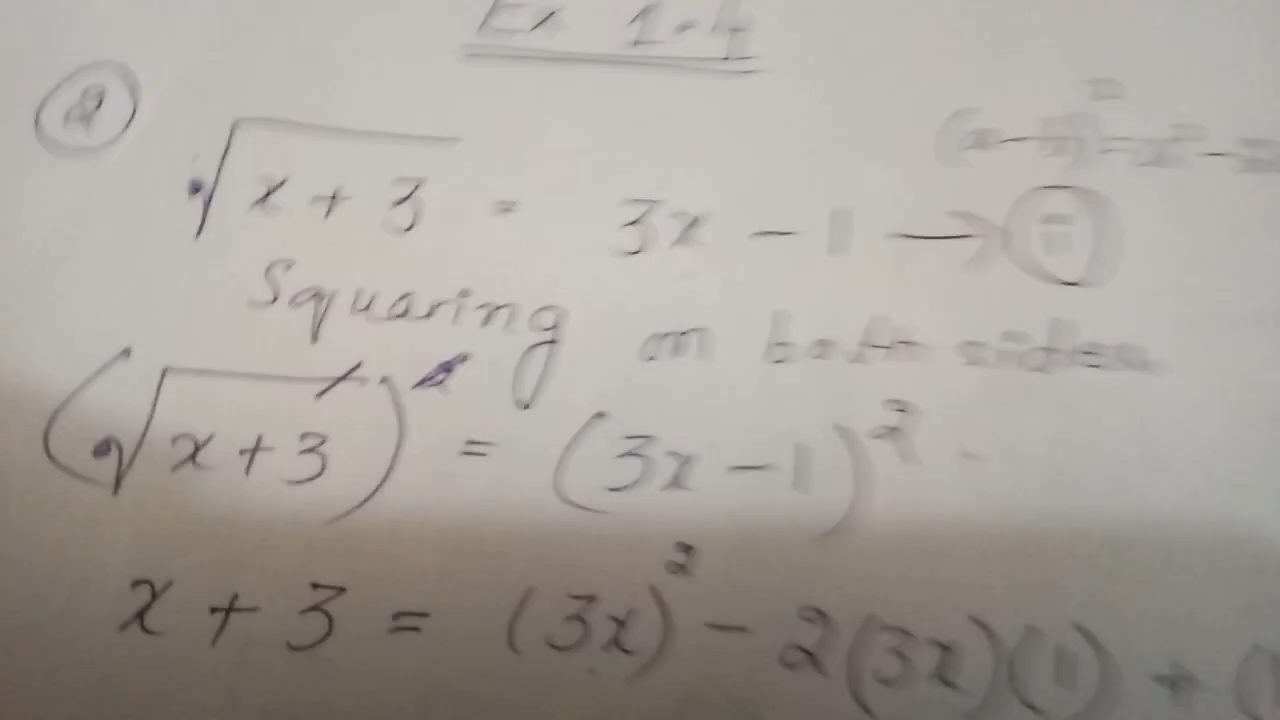 Ex 1.4
②
√(x + 3) = 3x - 1 →
Squaring on both sides
(√(x+3))² = (3x - 1)²
x + 3 = (3x)² - 2(3x)(1) + (